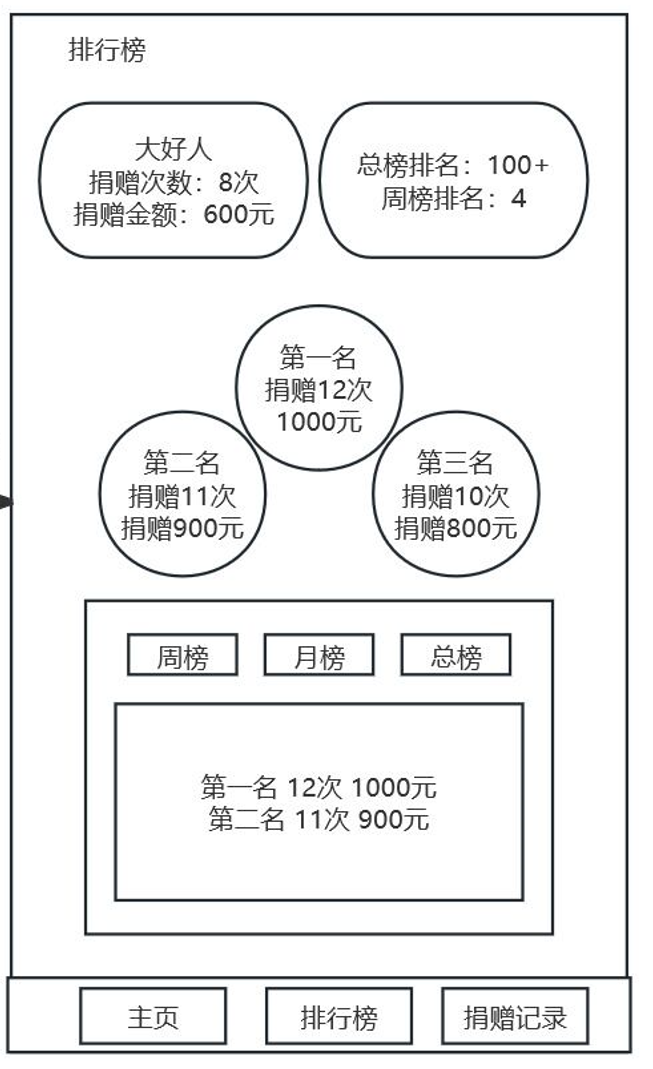 排行榜
大好人
捐赠次数：8次
捐赠金额：600元
总榜排名：100+
周榜排名：4
第一名
捐赠12次
1000元
第二名
捐赠11次
捐赠900元
第三名
捐赠10次
捐赠800元
周榜
月榜
总榜
第一名 12次 1000元
第二名 11次 900元
主页
排行榜
捐赠记录